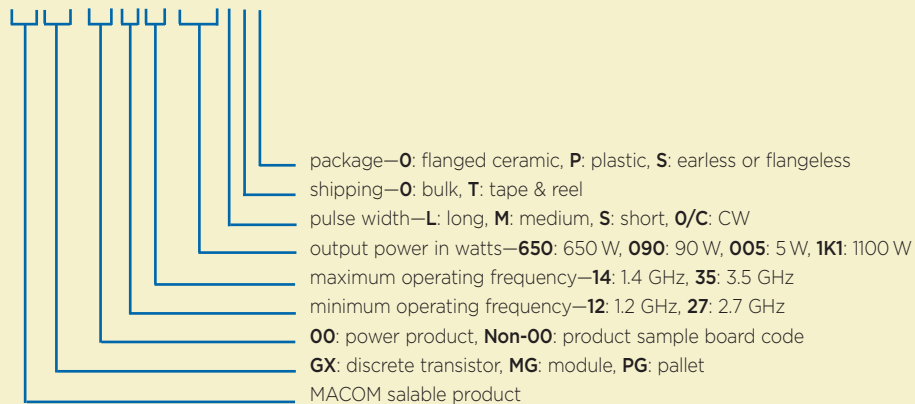 package—0: flanged ceramic, P: plastic, S: earless or flangeless
shipping—0: bulk, T: tape & reel
pulse width—L: long, M: medium, S: short, 0/C: CW
output power in watts—650: 650 W, 090: 90 W, 005: 5 W, 1K1: 1100 W
maximum operating frequency—14: 1.4 GHz, 35: 3.5 GHz
minimum operating frequency—12: 1.2 GHz, 27: 2.7 GHz
00: power product, Non-00: product sample board code
GX: discrete transistor, MG: module, PG: pallet
MACOM salable product